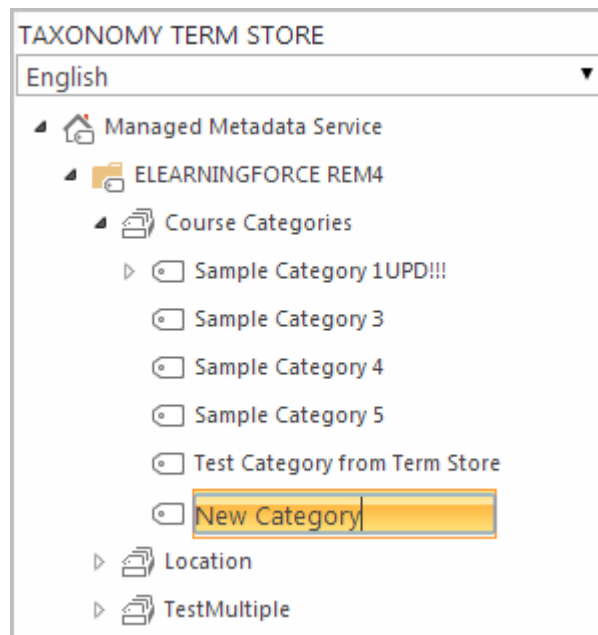 TAXONOMY TERM STORE
English
Managed Metadata Service
ELEARNINGFORCE REM4
Course Categories
Sample Category 1UPD!!!
Sample Category 3
Sample Category 4
Sample Category 5
Test Category from Term Store
New Category
Location
TestMultiple